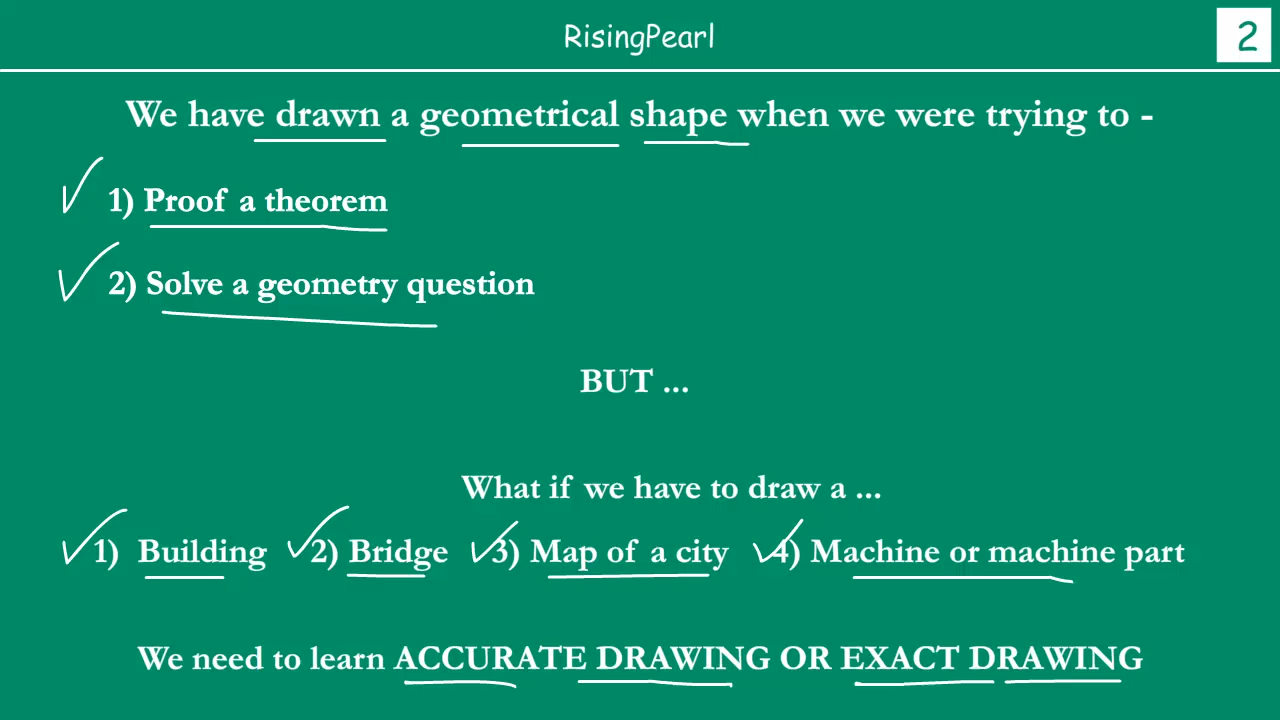 RisingPearl
2
We have drawn a geometrical shape when we were trying to -
1) Proof a theorem
2) Solve a geometry question
BUT ...
What if we have to draw a ...
1) Building 2) Bridge 3) Map of a city 4) Machine or machine part
We need to learn ACCURATE DRAWING OR EXACT DRAWING